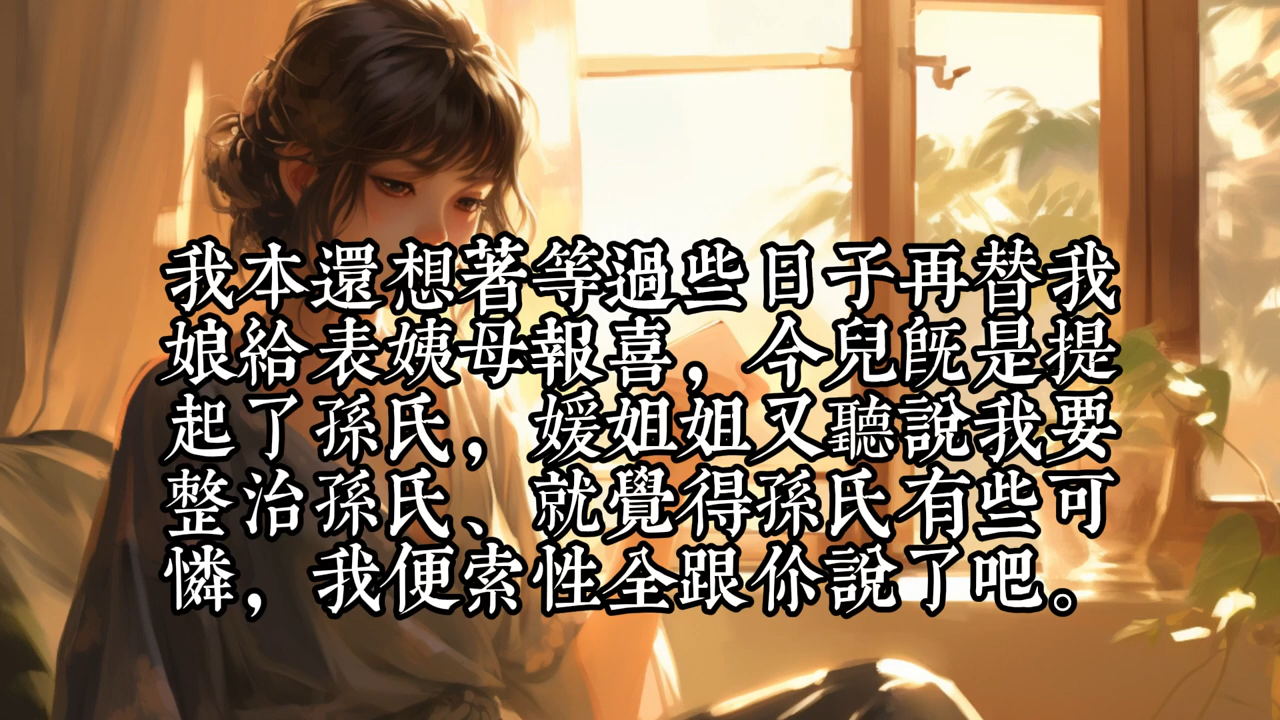 我本還想著等過些日子再替我
娘給表姨母報喜，今兒既是提
起了孫氏，媛姐姐又聽說我要
整治孫氏、就覺得孫氏有些可
憐，我便索性全跟你說了吧。